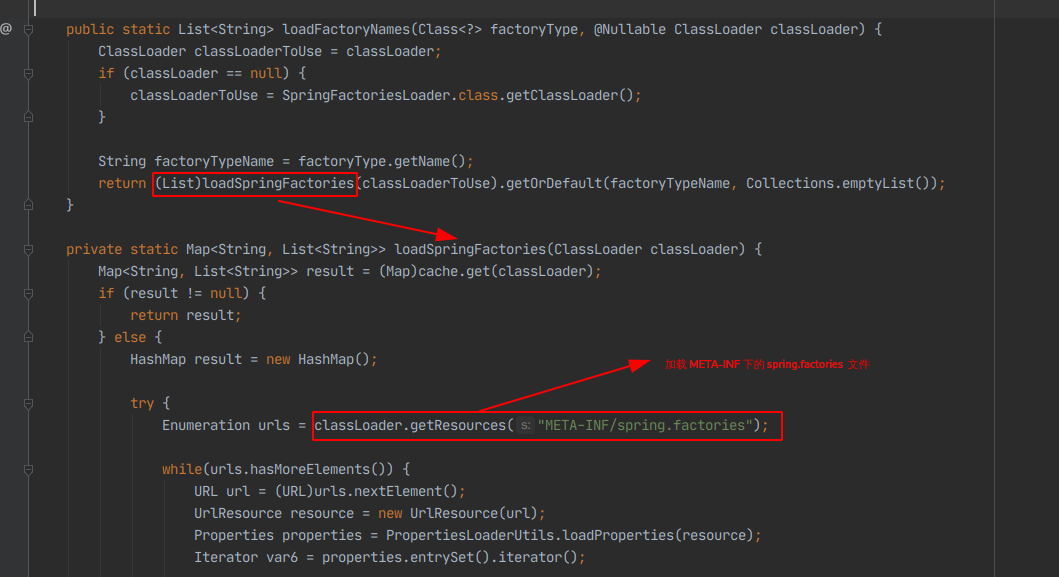 @
public static List<String> loadFactoryNames(Class<?> factoryType, @Nullable ClassLoader classLoader) {
ClassLoader classLoaderToUse = classLoader;
if (classLoader == null) {
classLoaderToUse = SpringFactoriesLoader.class.getClassLoader();
}
String factoryTypeName = factoryType.getName();
return (List)loadSpringFactories(classLoaderToUse).getOrDefault(factoryTypeName, Collections.emptyList());
}
private static Map<String, List<String>> loadSpringFactories(ClassLoader classLoader) {
Map<String, List<String>> result = (Map)cache.get(classLoader);
if (result != null) {
return result;
} else {
HashMap result = new HashMap();
加载 META-INF 下的 spring.factories 文件
try {
Enumeration urls = classLoader.getResources( s: "META-INF/spring.factories");
while(urls.hasMoreElements()) {
URL url = (URL)urls.nextElement();
UrlResource resource = new UrlResource(url);
Properties properties = PropertiesLoaderUtils.loadProperties(resource);
Iterator var6 = properties.entrySet().iterator();